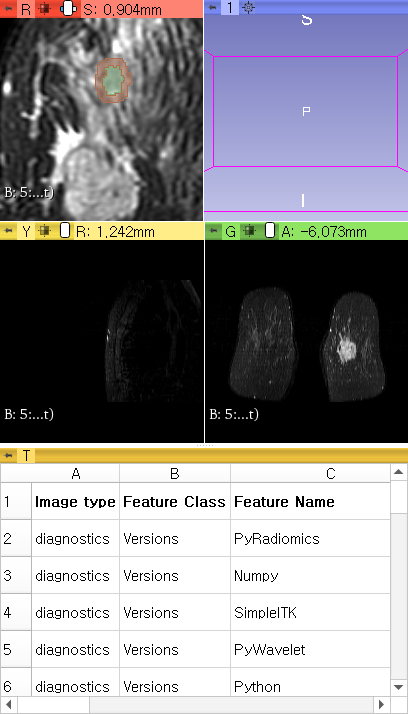 R S: 0.904mm
1
S
P
I
B: 5:...t)
Y R: 1.242mm
G A: -6.073mm
B: 5:...t)
B: 5:...t)
T
A B C
1 Image type Feature Class Feature Name
2 diagnostics Versions PyRadiomics
3 diagnostics Versions Numpy
4 diagnostics Versions SimpleITK
5 diagnostics Versions PyWavelet
6 diagnostics Versions Python